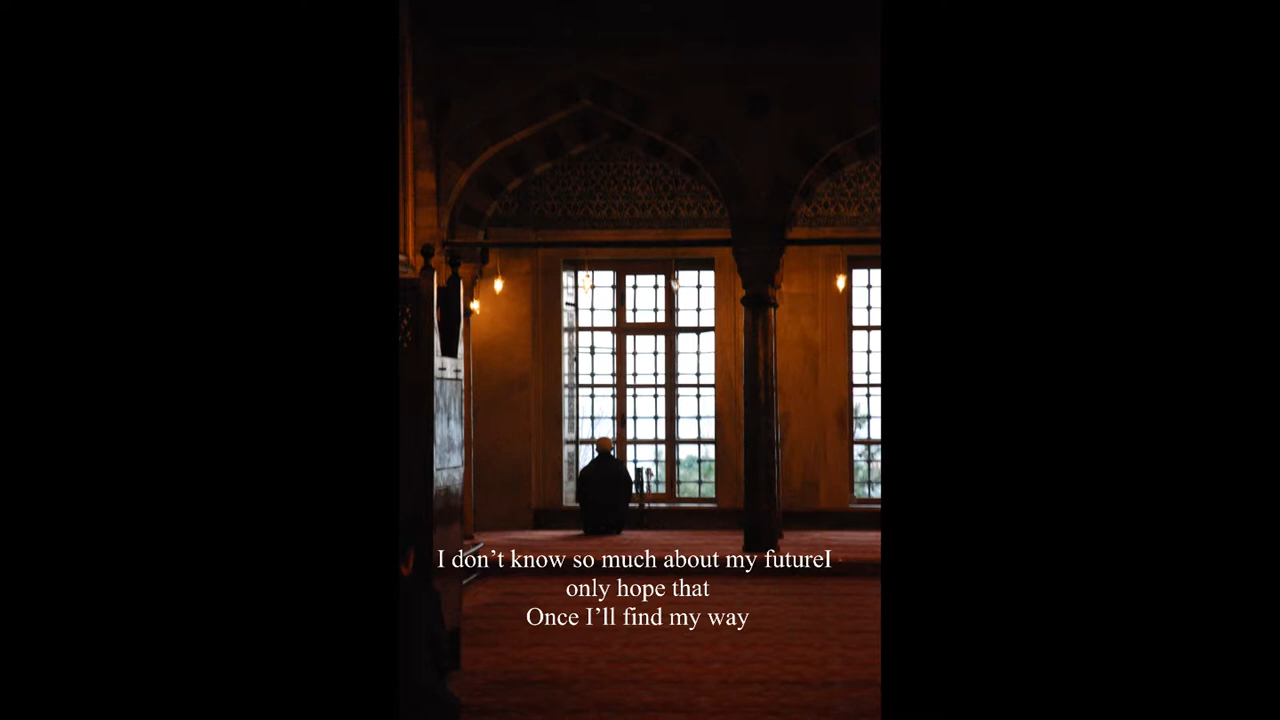 I don’t know so much about my futureI
only hope that
Once I’ll find my way